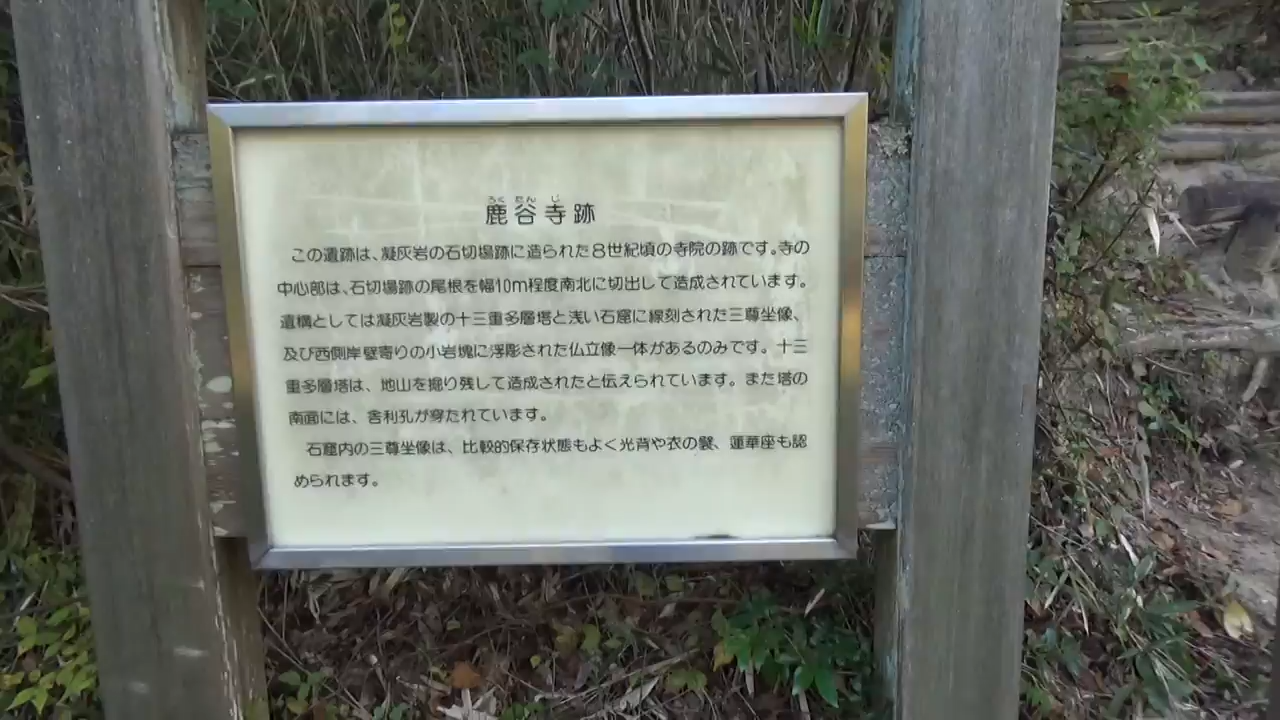 ろく たん じ
鹿谷寺跡
この遺跡は、凝灰岩の石切場跡に造られた8世紀頃の寺院の跡です。寺の
中心部は、石切場跡の尾根を幅10m程度南北に切出して造成されています。
遺構としては凝灰岩製の十三重多層塔と浅い石窟に線刻された三尊坐像、
及び西側岸壁寄りの小岩塊に浮彫された仏立像一体があるのみです。十三
重多層塔は、地山を掘り残して造成されたと伝えられています。また塔の
南面には、舎利孔が穿たれています。
石窟内の三尊坐像は、比較的保存状態もよく光背や衣の襞、蓮華座も認
められます。